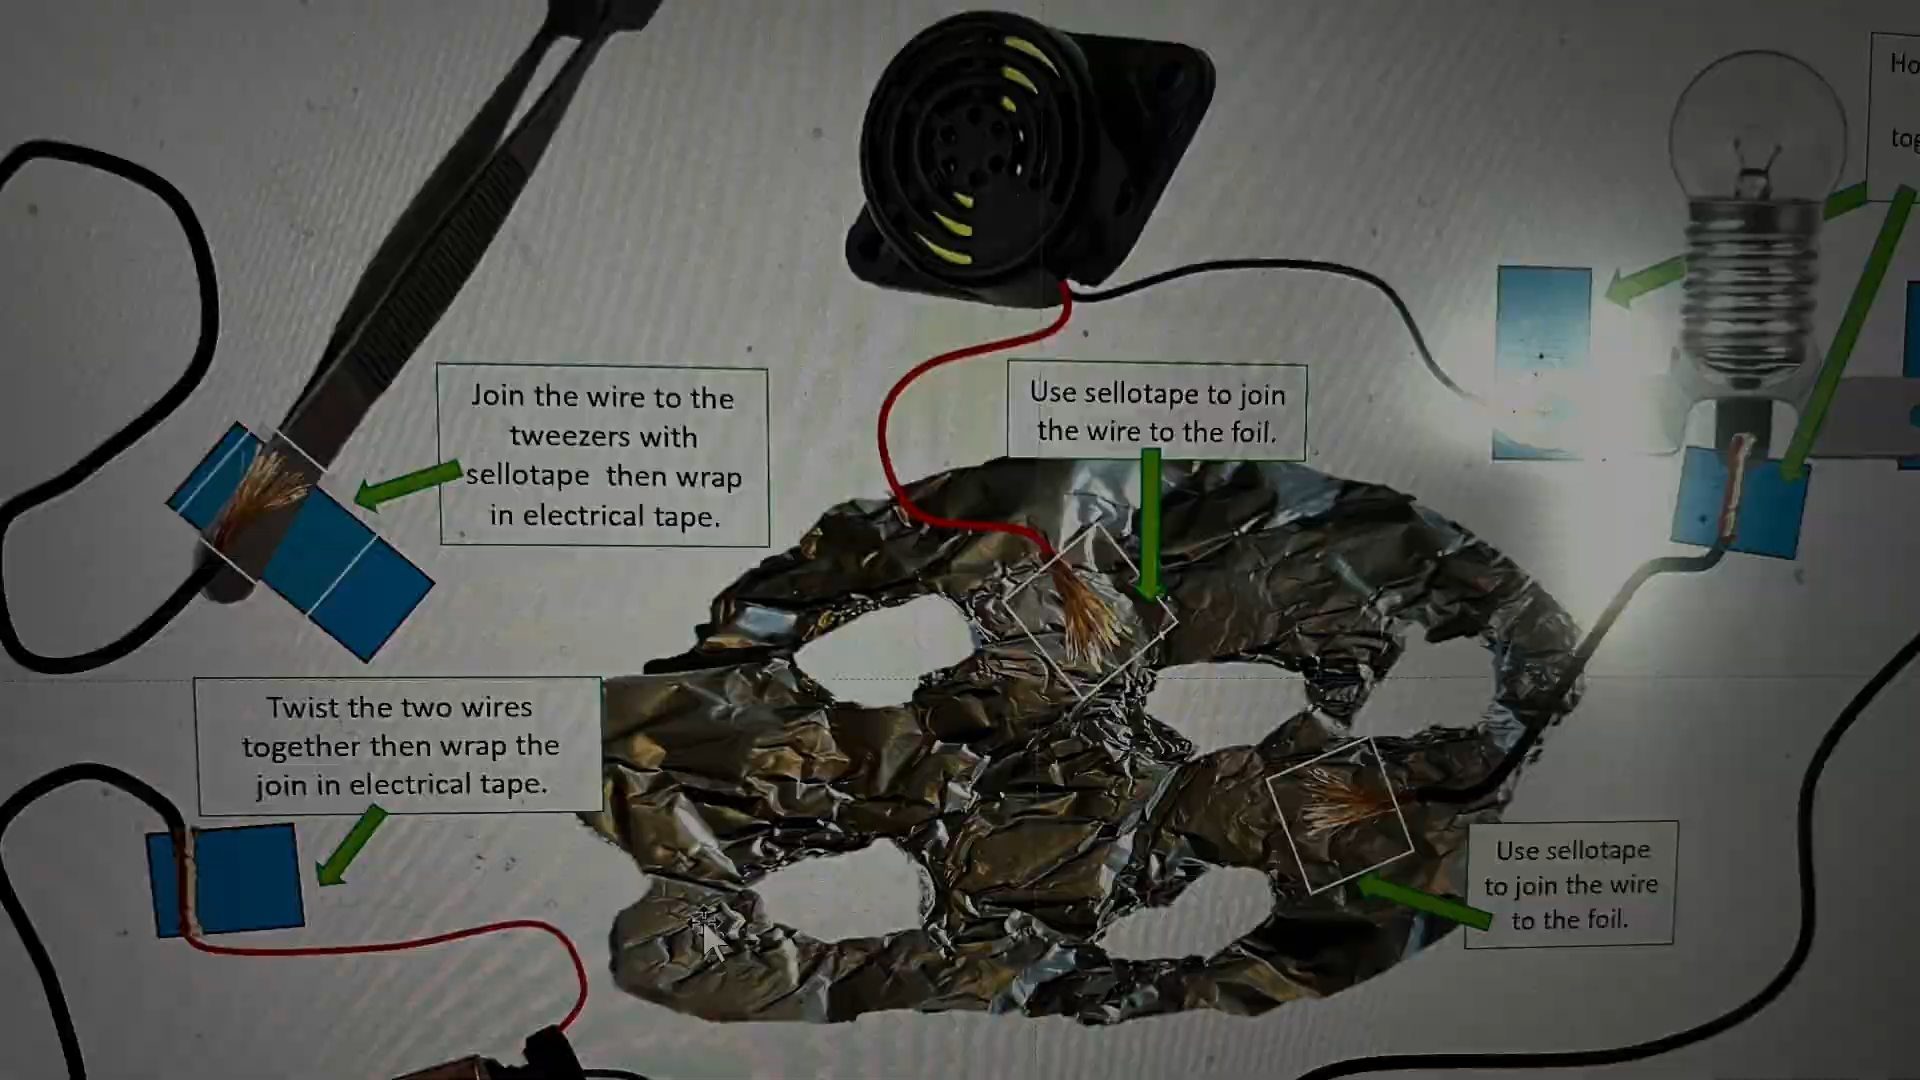 Join the wire to the
tweezers with
sellotape then wrap
in electrical tape.
Use sellotape to join
the wire to the foil.
Twist the two wires
together then wrap the
join in electrical tape.
Use sellotape
to join the wire
to the foil.